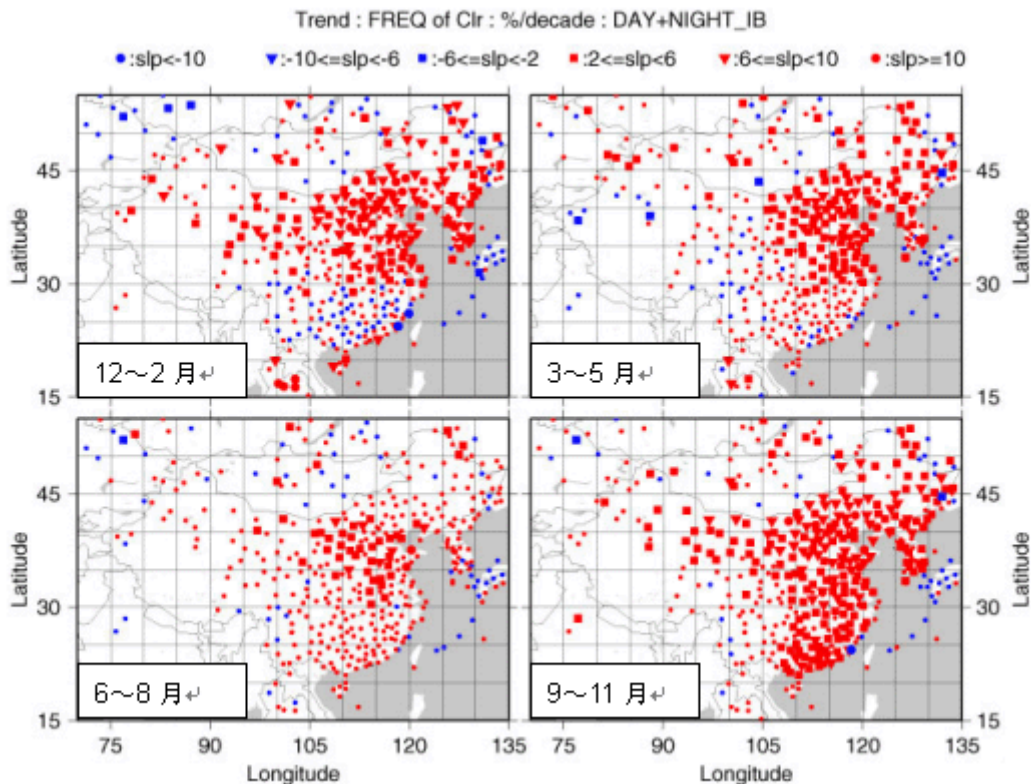 Trend : FREQ of Clr : %/decade : DAY+NIGHT_IB
:slp<-10 :-10<=slp<-6 :-6<=slp<-2 :2<=slp<6 :6<=slp<10 :slp>=10
Latitude
45
30
15
12～2 月↵
3～5 月↵
45
30
15
Latitude
Latitude
45
30
15
6～8 月↵
9～11 月↵
45
30
15
Latitude
75 90 105 120 135
75 90 105 120 135
Longitude
Longitude